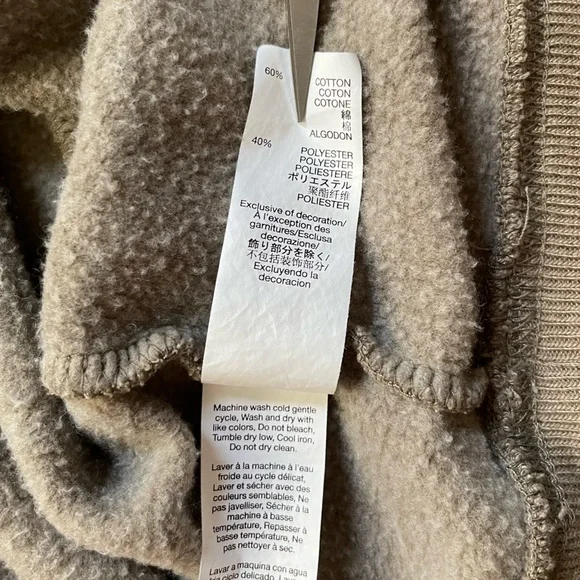 60% COTTON
COTON
COTONE
綿
棉
ALGODON
40% POLYESTER
POLYESTER
POLIESTERE
ポリエステル
聚酯纤维
POLIESTER
Exclusive of decoration/
À l'exception des
garnitures/Esclusa
decorazione/
飾り部分を除く/
不包括装饰部分/
Excluyendo la
decoracion
Machine wash cold gentle
cycle, Wash and dry with
like colors, Do not bleach,
Tumble dry low, Cool iron,
Do not dry clean.
Laver à la machine à l'eau
froide au cycle délicat,
Laver et sécher avec des
couleurs semblables, Ne
pas javelliser, Sécher à la
machine à basse
température, Repasser à
basse température, Ne
pas nettoyer à sec.
Lavar a maquina con agua
fria ciclo delicado, Lavar